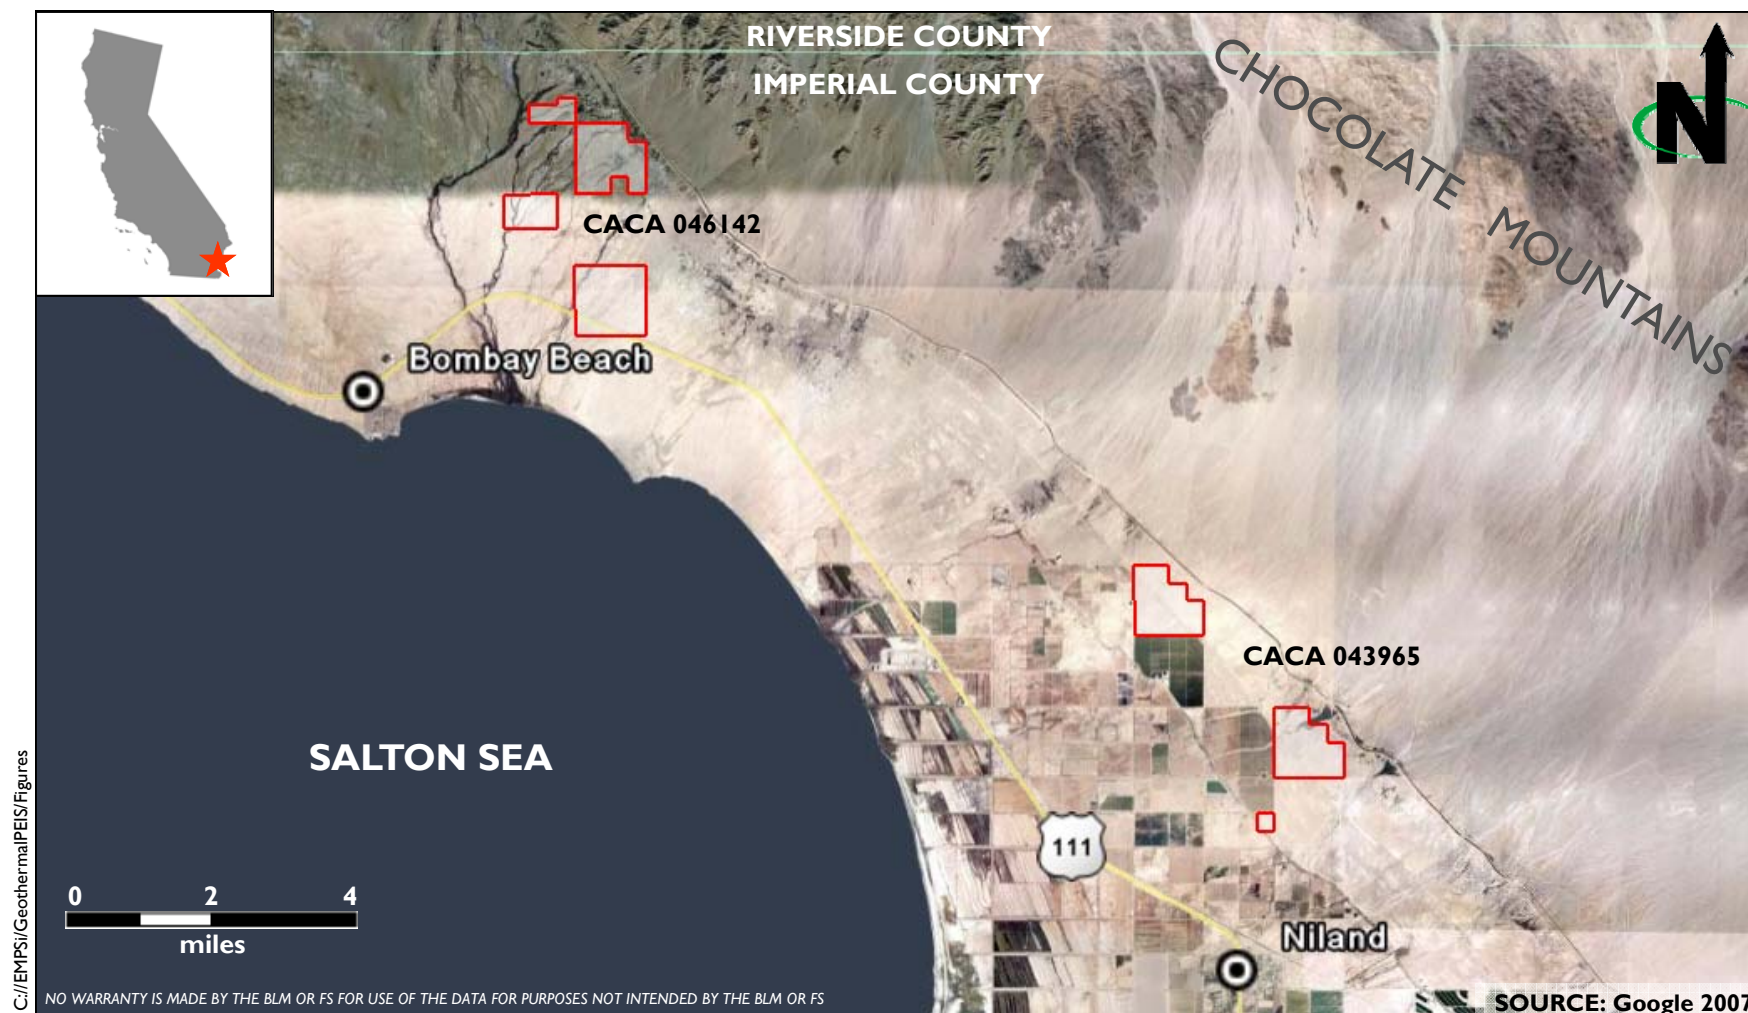 RIVERSIDE COUNTY
IMPERIAL COUNTY
CHOCOLATE MOUNTAINS
N
CACA 046142
Bombay Beach
CACA 043965
SALTON SEA
111
0 2 4
miles
Niland
C://EMPSi/GeothermalPEIS/Figures
NO WARRANTY IS MADE BY THE BLM OR FS FOR USE OF THE DATA FOR PURPOSES NOT INTENDED BY THE BLM OR FS
SOURCE: Google 2007